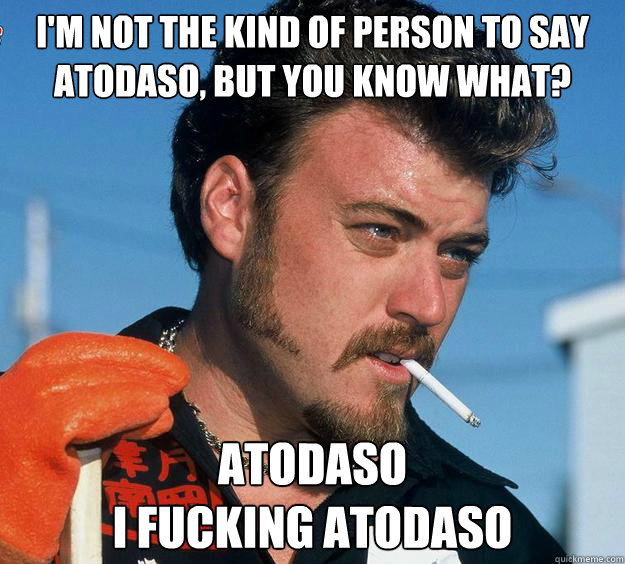 I'M NOT THE KIND OF PERSON TO SAY
ATODASO, BUT YOU KNOW WHAT?
ATODASO
I FUCKING ATODASO
quickmeme.com